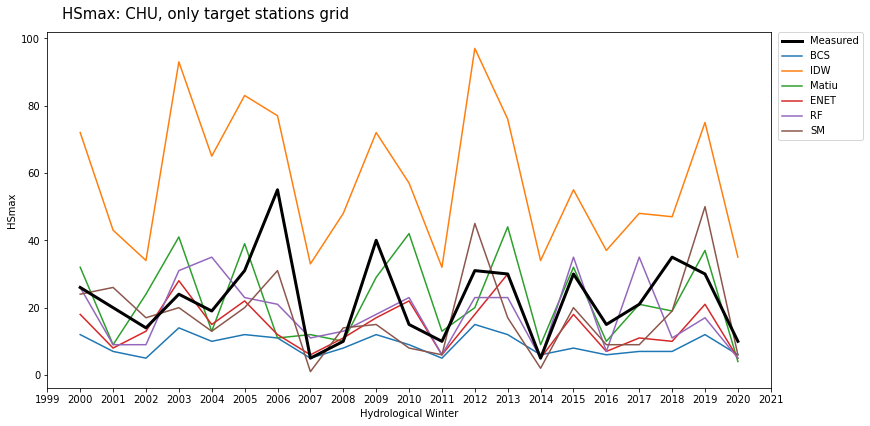 HSmax: CHU, only target stations grid
Measured
BCS
IDW
Matiu
ENET
RF
SM
100
80
60
40
20
0
HSmax
1999 2000 2001 2002 2003 2004 2005 2006 2007 2008 2009 2010 2011 2012 2013 2014 2015 2016 2017 2018 2019 2020 2021
Hydrological Winter